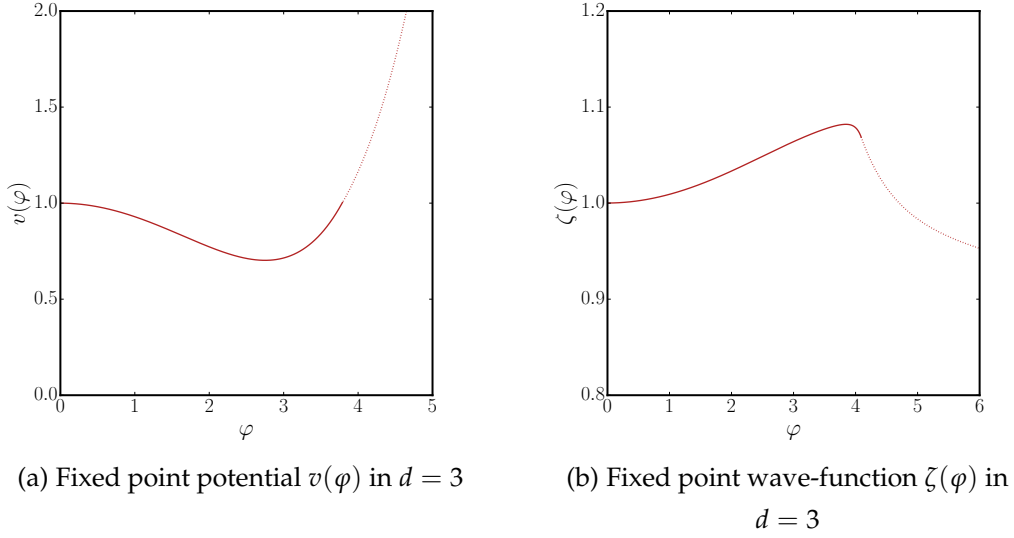 2.0
1.5
1.0
0.5
0.0
v(φ)
0 1 2 3 4 5
φ
(a) Fixed point potential v(φ) in d = 3
1.2
1.1
1.0
0.9
0.8
ζ(φ)
0 1 2 3 4 5 6
φ
(b) Fixed point wave-function ζ(φ) in
d = 3